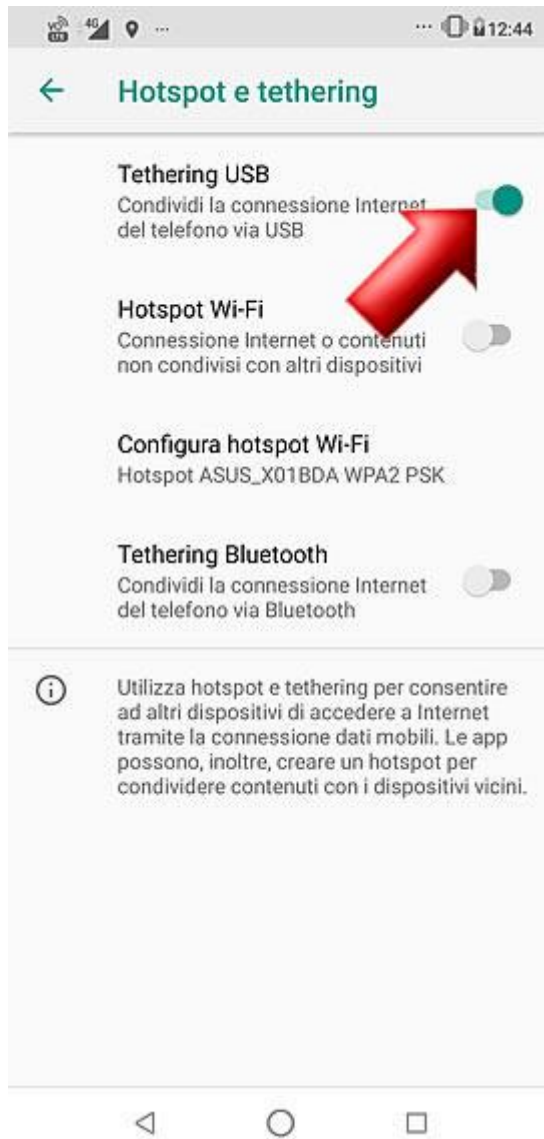 VoLTE 4G 12:44
Hotspot e tethering
Tethering USB
Condividi la connessione Internet
del telefono via USB
Hotspot Wi-Fi
Connessione Internet o contenuti
non condivisi con altri dispositivi
Configura hotspot Wi-Fi
Hotspot ASUS_X01BDA WPA2 PSK
Tethering Bluetooth
Condividi la connessione Internet
del telefono via Bluetooth
Utilizza hotspot e tethering per consentire
ad altri dispositivi di accedere a Internet
tramite la connessione dati mobili. Le app
possono, inoltre, creare un hotspot per
condividere contenuti con i dispositivi vicini.